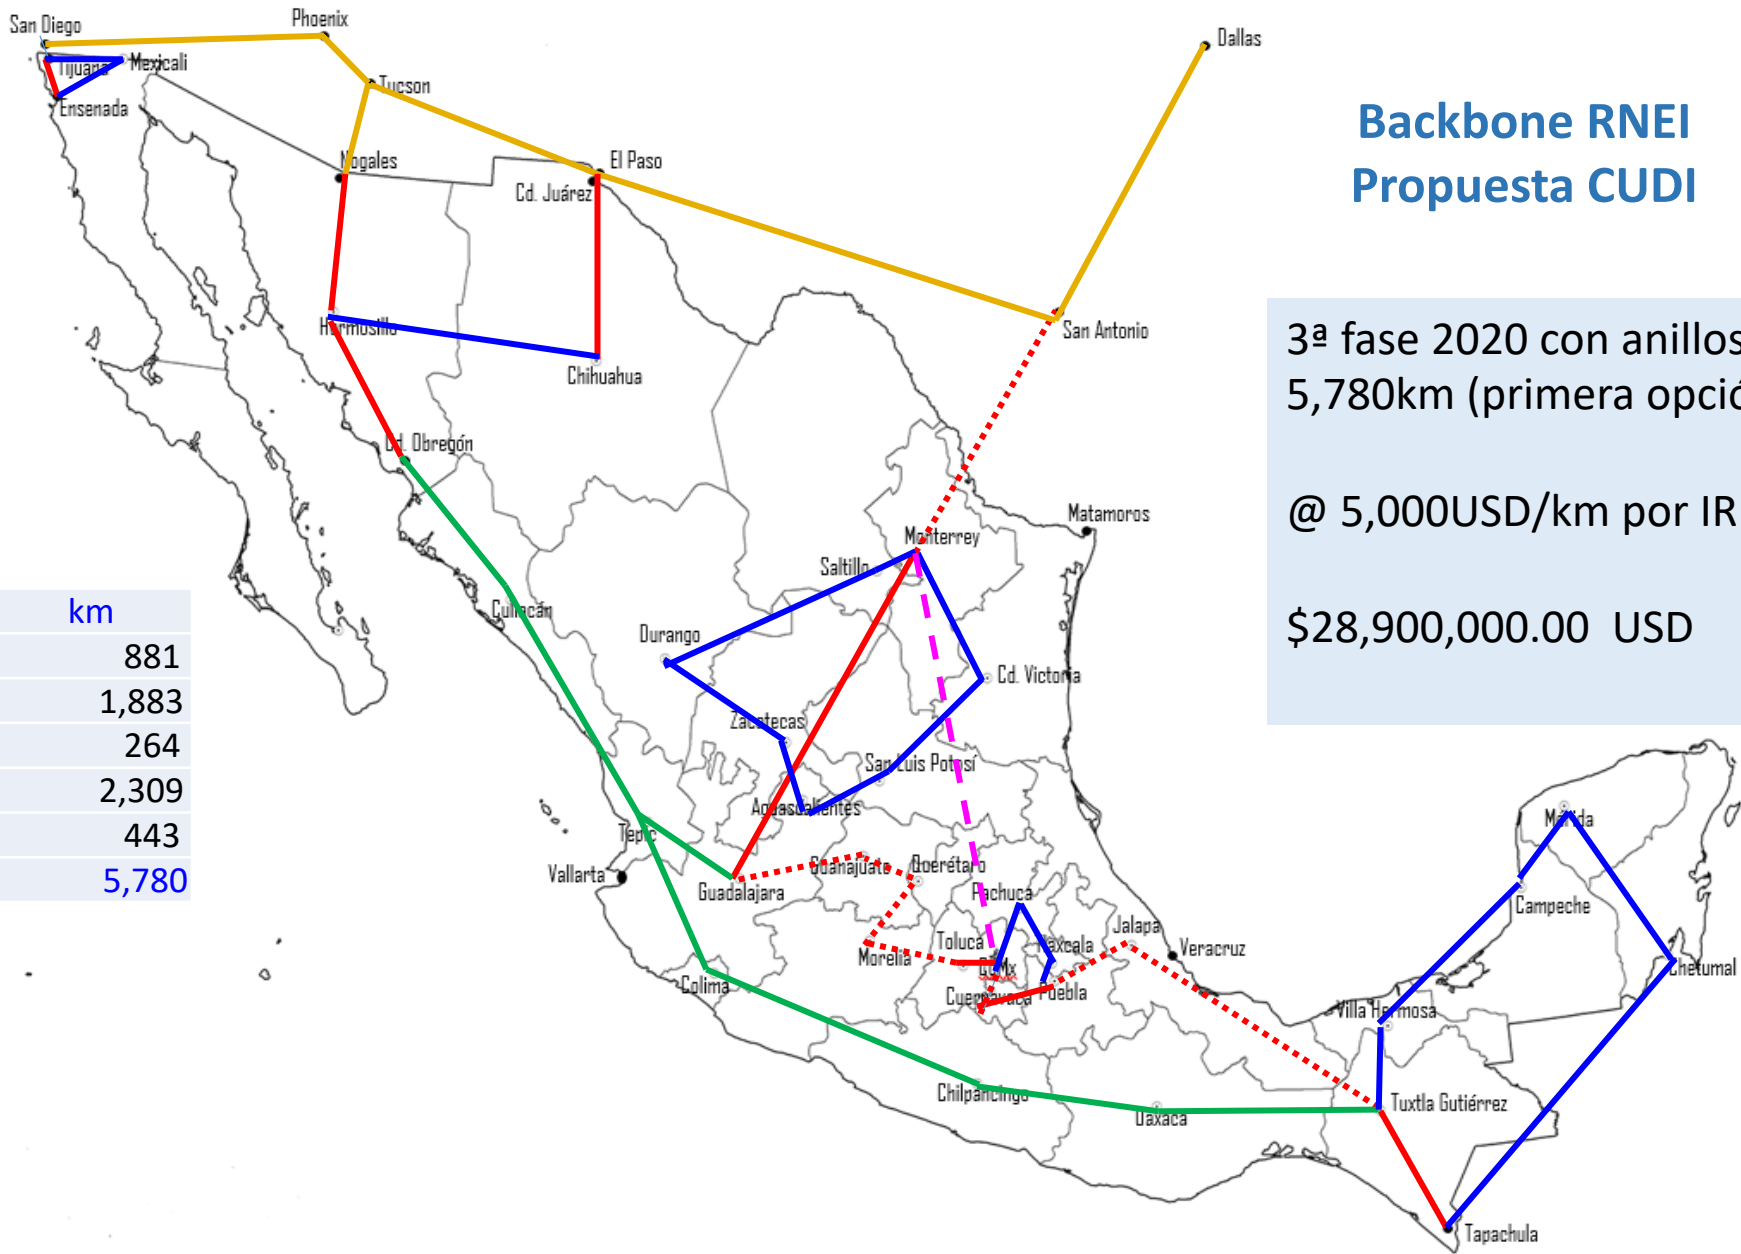 San Diego
Phoenix
Dallas
Tijuana
Mexicali
Tucson
Ensenada
Backbone RNEI
Propuesta CUDI
Nogales
El Paso
Cd. Juárez
Hermosillo
San Antonio
Chihuahua
3ª fase 2020 con anillos
5,780km (primera opció
@ 5,000USD/km por IR
$28,900,000.00 USD
Cd. Obregón
Matamoros
Monterrey
Saltillo
Culiacán
Durango
Cd. Victoria
km
881
1,883
264
2,309
443
5,780
Zacatecas
San Luis Potosí
Aguascalientes
Tepic
Mérida
Vallarta
Guadalajara
Guanajuato
Querétaro
Pachuca
Campeche
Jalapa
Toluca
Tlaxcala
Veracruz
Morelia
CdMx
Chetumal
Colima
Cuernavaca
Puebla
Villa Hermosa
Chilpancingo
Oaxaca
Tuxtla Gutiérrez
Tapachula